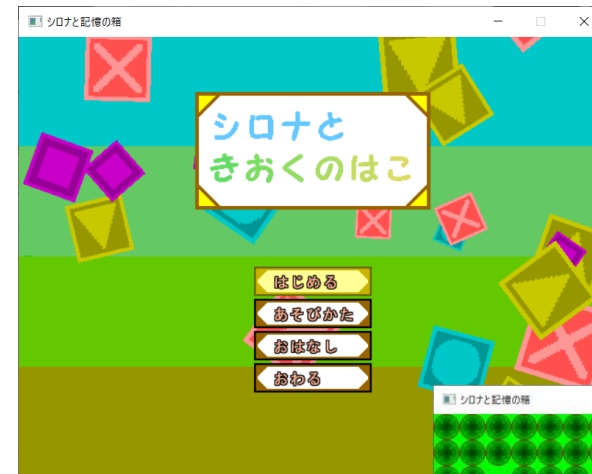 シロナと記憶の箱
シロナと
きおくのはこ
はじめる
あそびかた
おはなし
おわる
シロナと記憶の箱